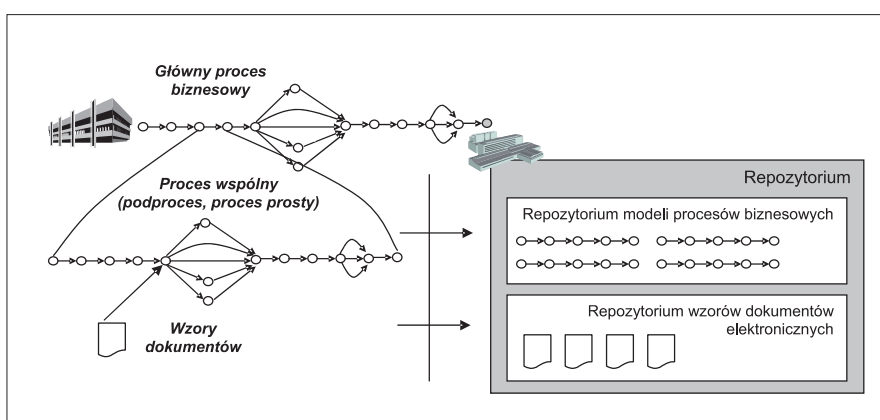 Główny proces
biznesowy
Proces wspólny
(podproces, proces prosty)
Wzory
dokumentów
Repozytorium
Repozytorium modeli procesów biznesowych
Repozytorium wzorów dokumentów
elektronicznych